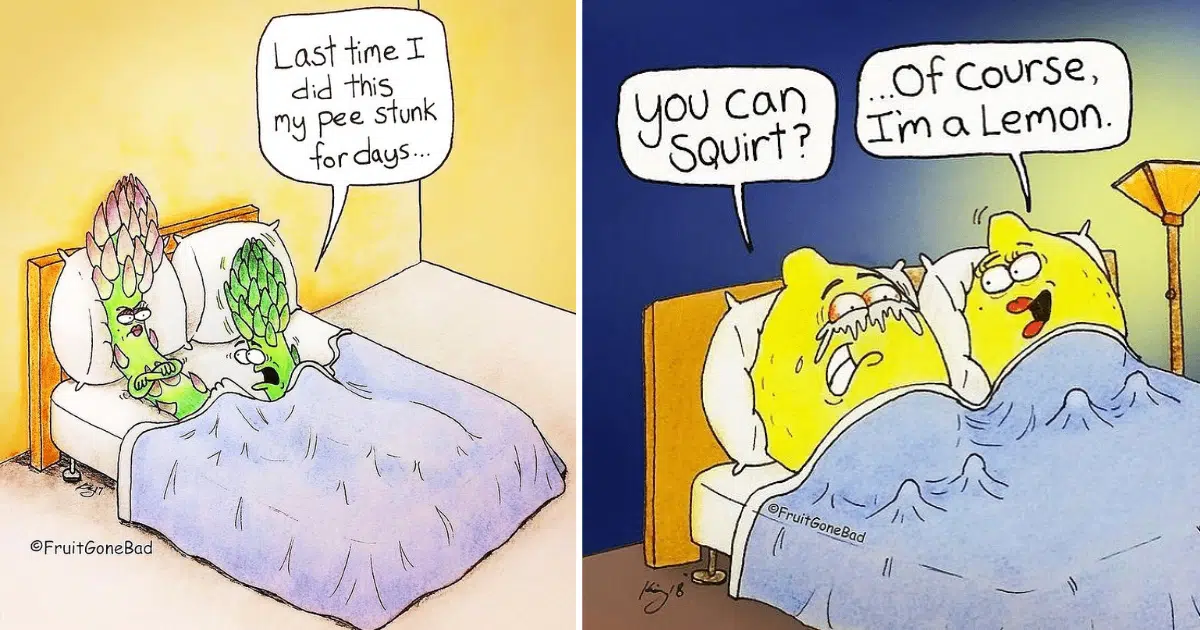 Last time I
did this
my pee stunk
for days...
©FruitGoneBad
you can
Squirt?
...Of Course,
I'm a Lemon.
©FruitGoneBad